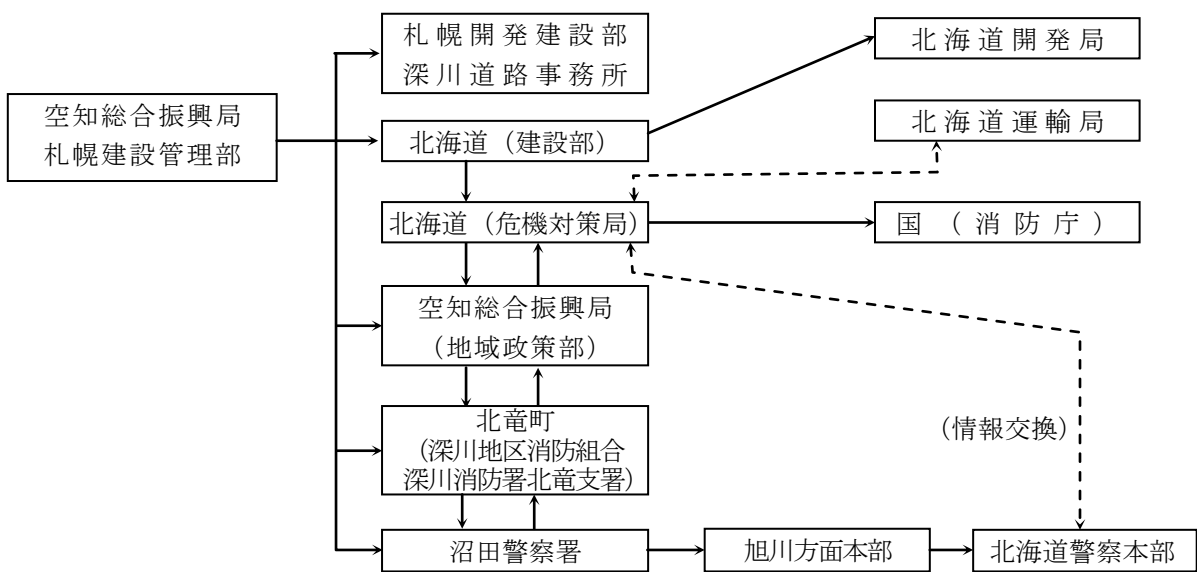 札幌開発建設部
深川道路事務所
北海道開発局
空知総合振興局
札幌建設管理部
北海道（建設部）
北海道運輸局
北海道（危機対策局）
国（消防庁）
空知総合振興局
（地域政策部）
北竜町
（深川地区消防組合
深川消防署北竜支署）
（情報交換）
沼田警察署
旭川方面本部
北海道警察本部